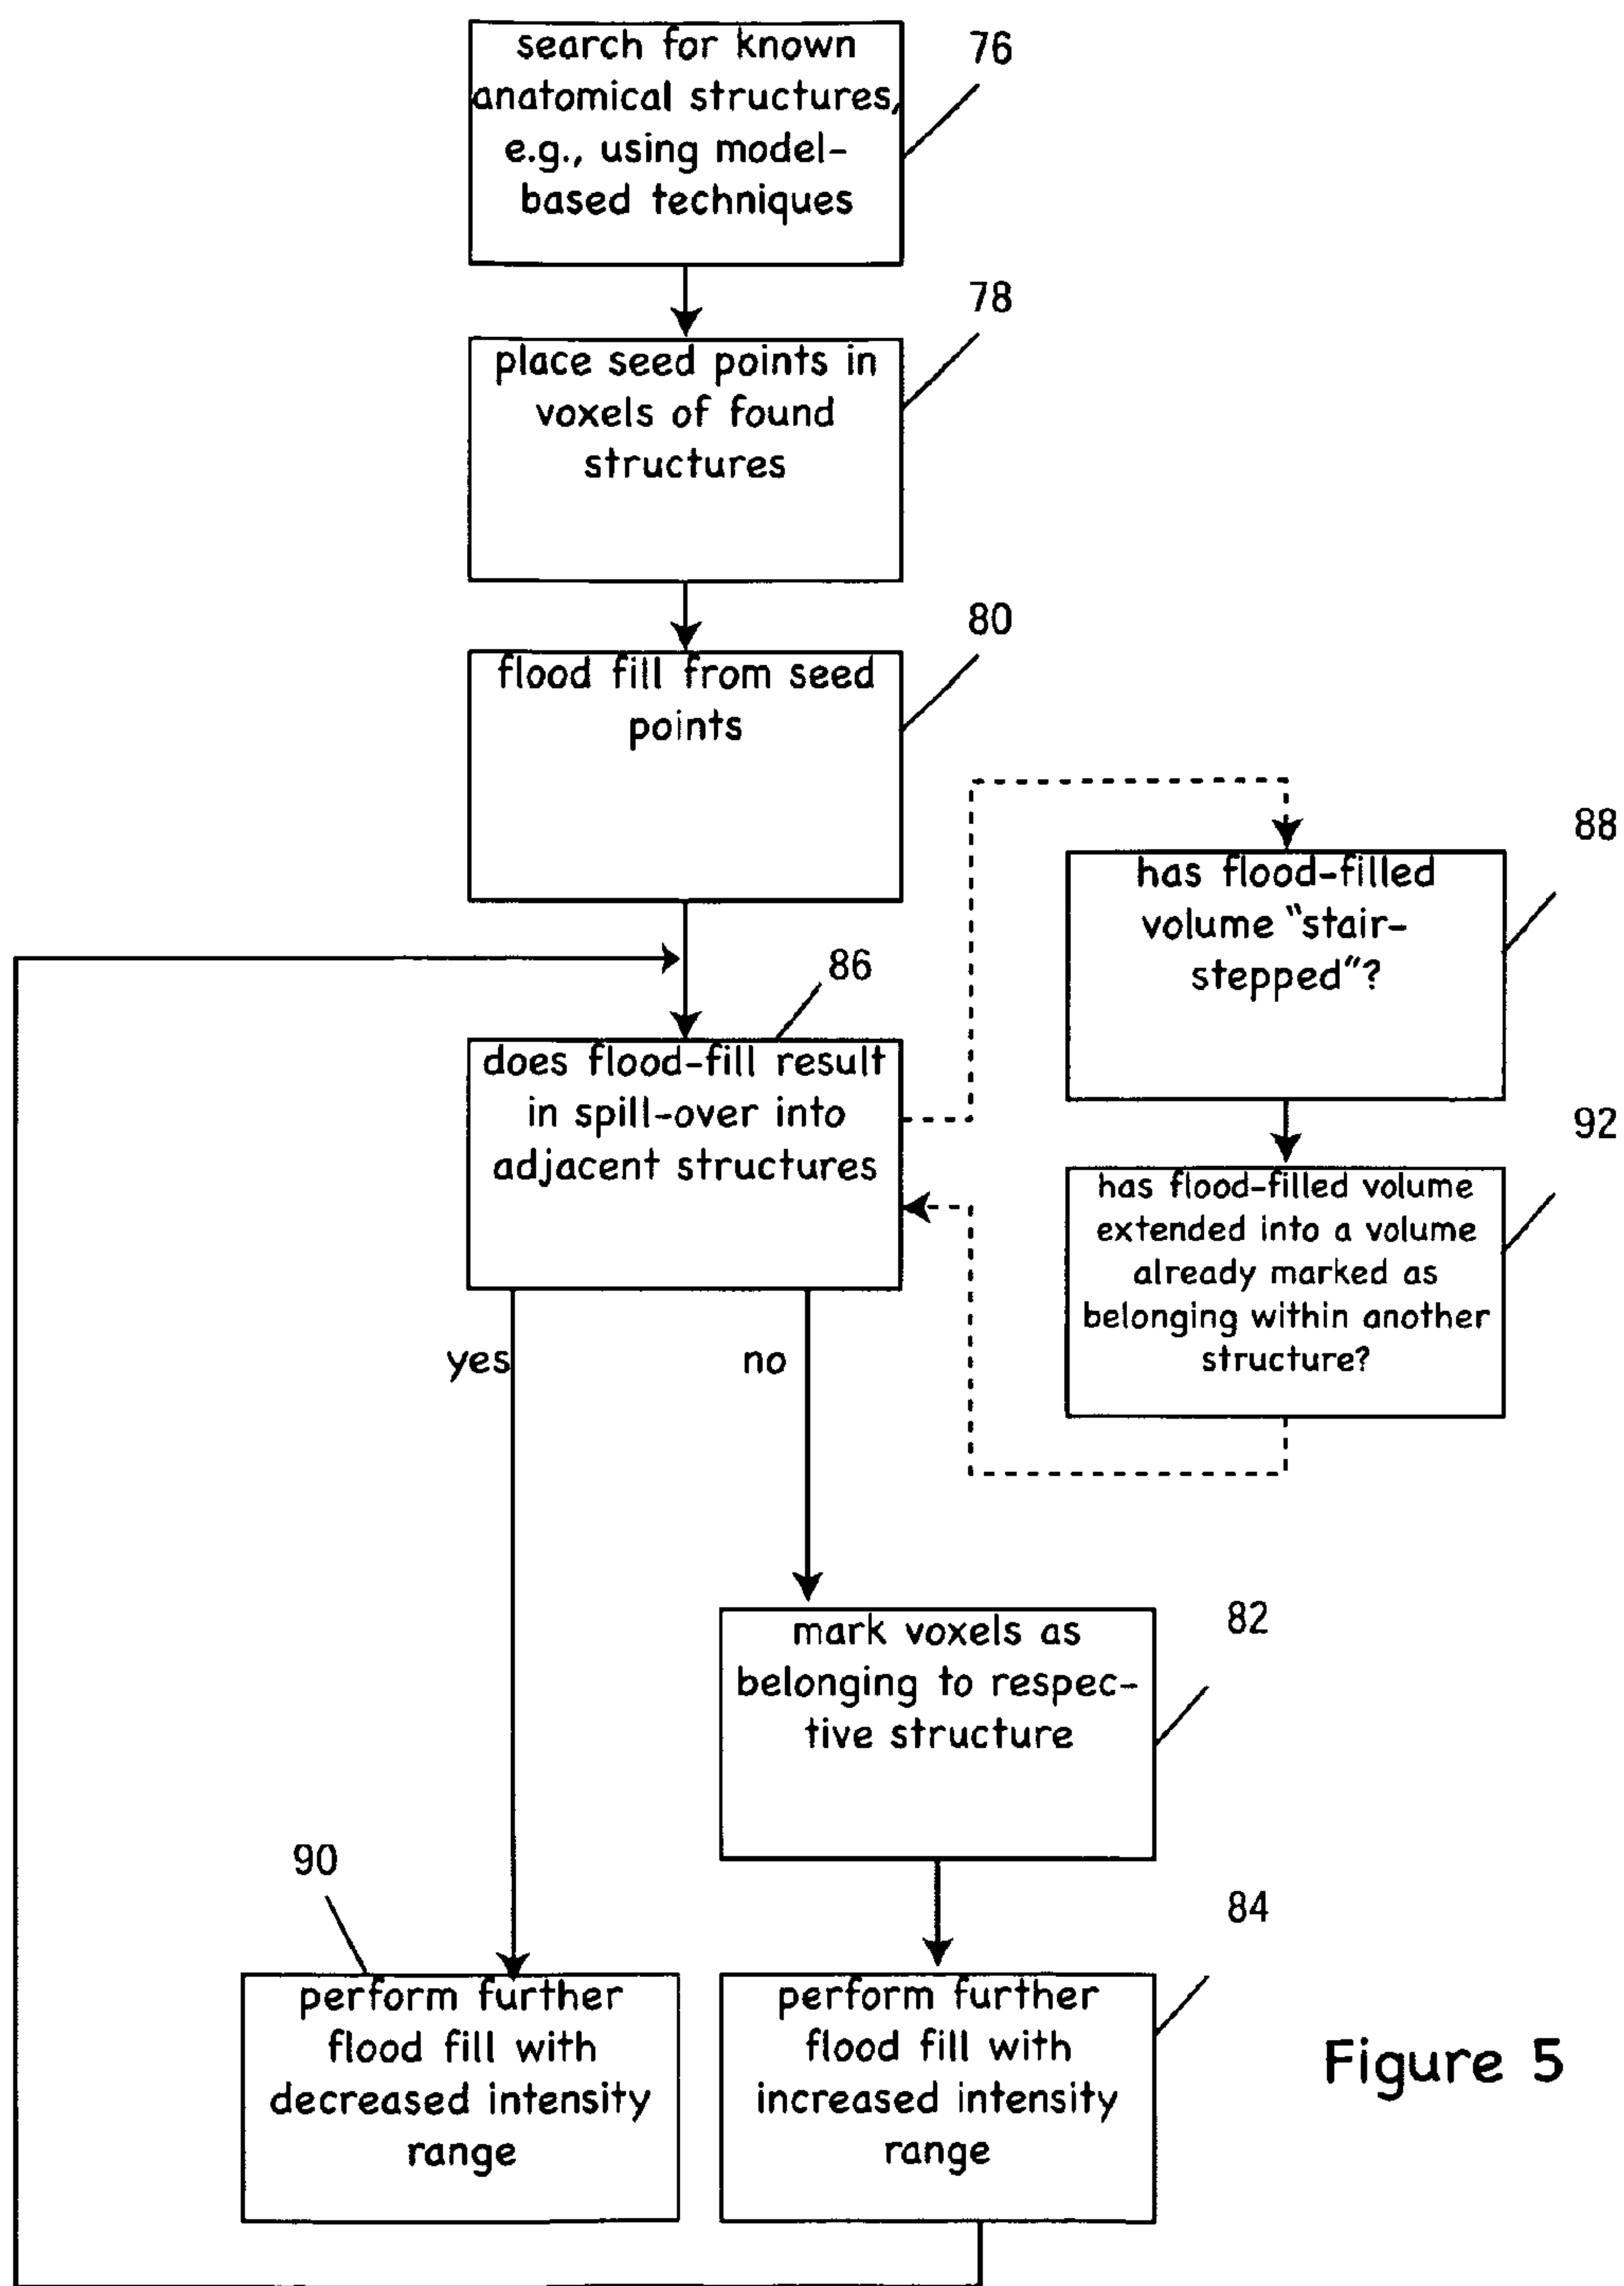 search for known
anatomical structures,
e.g., using model-
based techniques
76
place seed points in
voxels of found
structures
78
flood fill from seed
points
80
does flood-fill result
in spill-over into
adjacent structures
86
has flood-filled
volume "stair-
stepped"?
88
has flood-filled volume
extended into a volume
already marked as
belonging within another
structure?
92
yes
no
mark voxels as
belonging to respec-
tive structure
82
90
perform further
flood fill with
decreased intensity
range
perform further
flood fill with
increased intensity
range
84
Figure 5